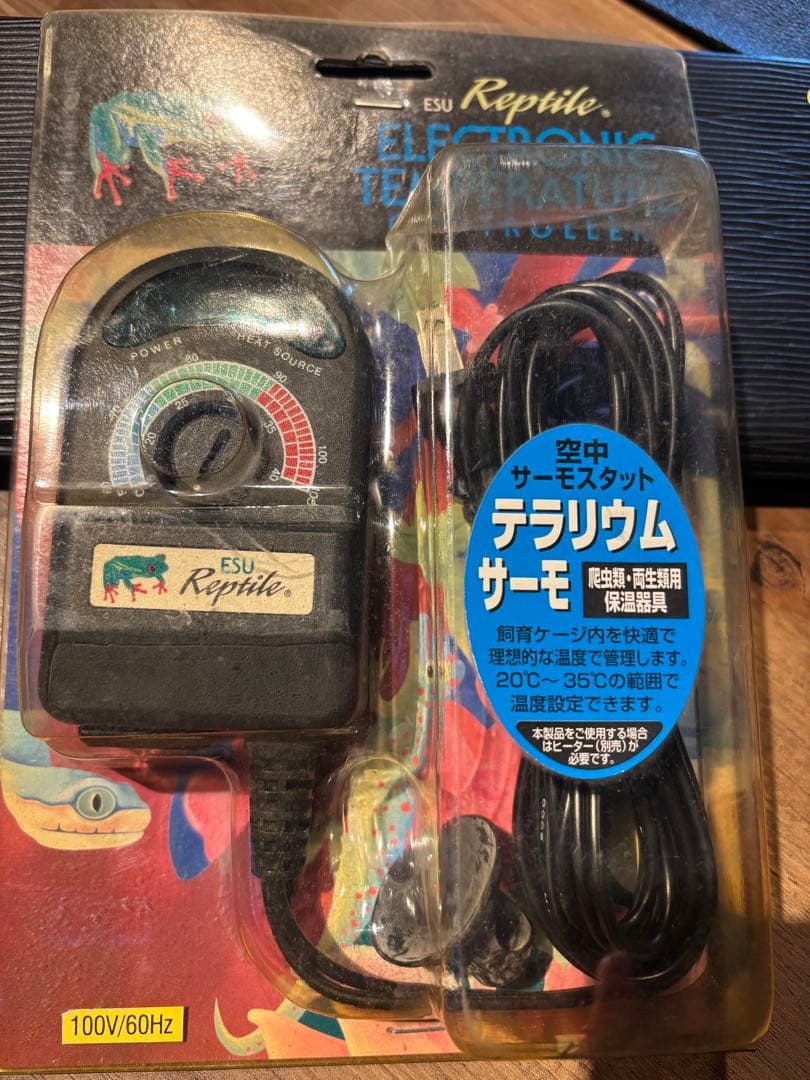 ESU Reptile®
ELECTRONIC
TEMPERATURE
CONTROLLER
POWER HEAT SOURCE
70 80 90 100
20 25 35 40
ESU
Reptile®
空中
サーモスタット
テラリウム
サーモ
爬虫類・両生類用
保温器具
飼育ケージ内を快適で
理想的な温度で管理します。
20℃〜35℃の範囲で
温度設定できます。
本製品をご使用する場合
はヒーター(別売)が
必要です。
100V/60Hz